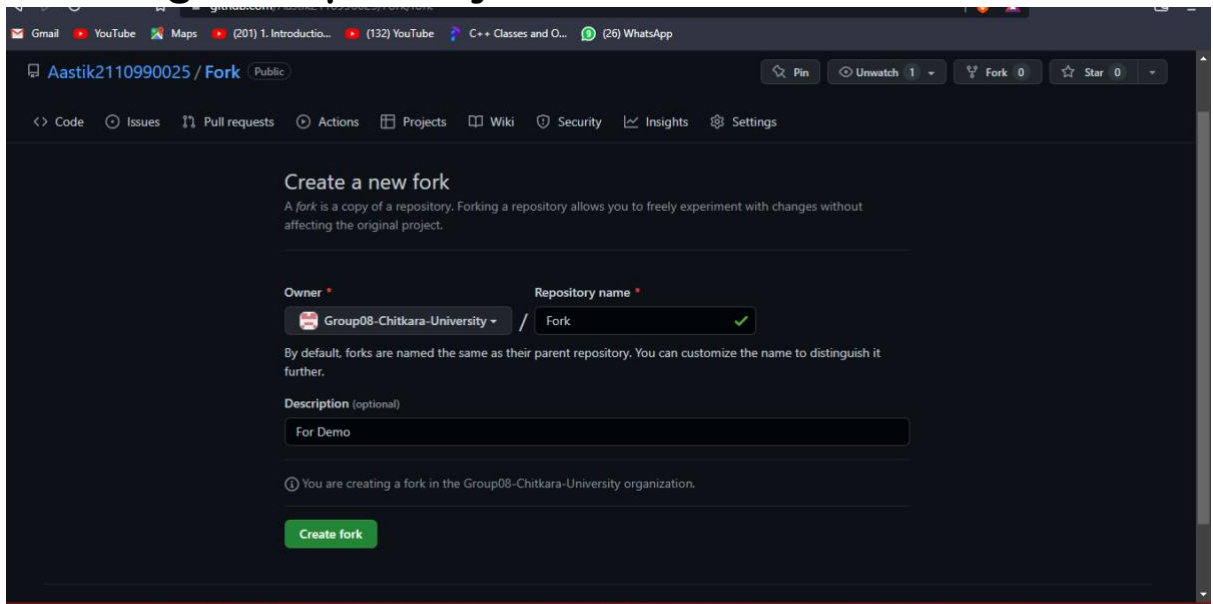 Gmail YouTube Maps (201) 1. Introductio... (132) YouTube C++ Classes and O... (26) WhatsApp
Aastik2110990025 / Fork Public Pin Unwatch 1 Fork 0 Star 0
<> Code Issues Pull requests Actions Projects Wiki Security Insights Settings
Create a new fork
A fork is a copy of a repository. Forking a repository allows you to freely experiment with changes without
affecting the original project.
Owner * Repository name *
Group08-Chitkara-University / Fork
By default, forks are named the same as their parent repository. You can customize the name to distinguish it
further.
Description (optional)
For Demo
You are creating a fork in the Group08-Chitkara-University organization.
Create fork